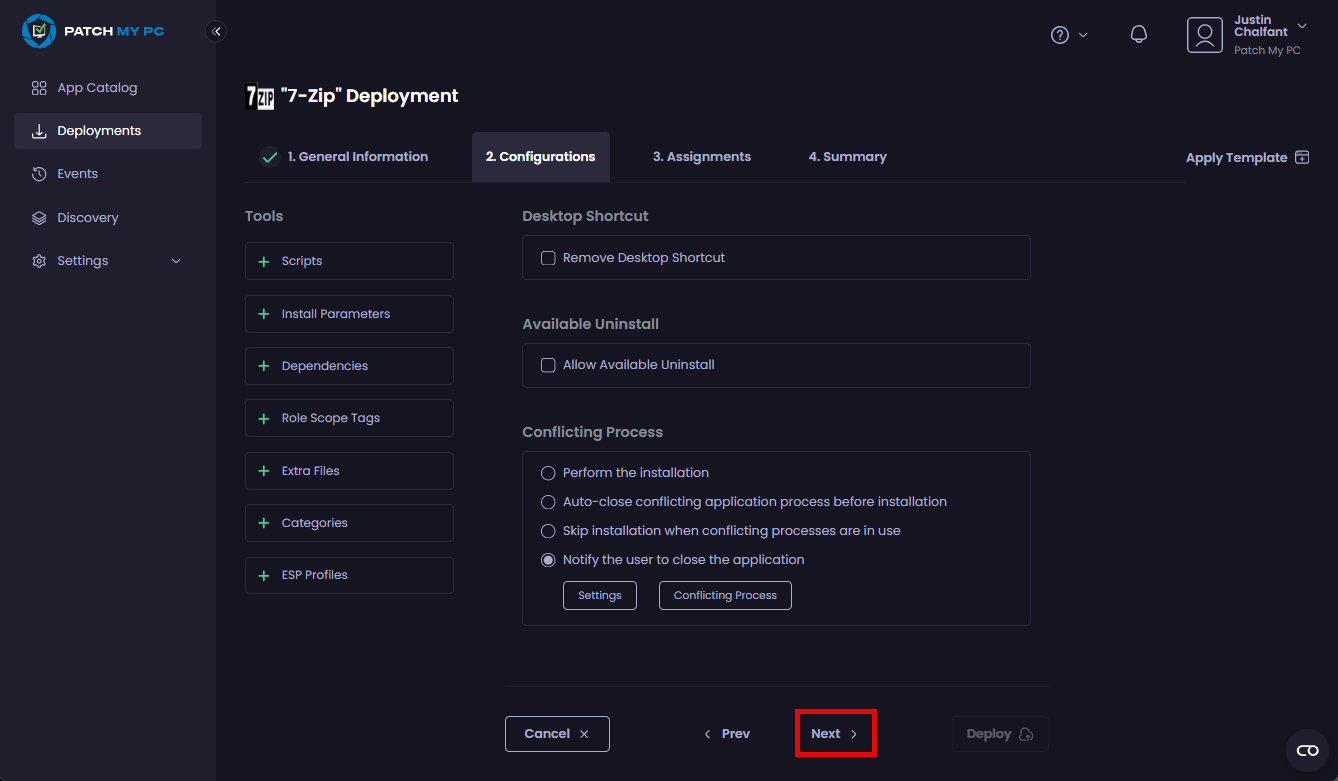 PATCH MY PC
Justin
Chalfant
Patch My PC
App Catalog
Deployments
Events
Discovery
Settings
7ZIP "7-Zip" Deployment
1. General Information
2. Configurations
3. Assignments
4. Summary
Apply Template
Tools
+ Scripts
+ Install Parameters
+ Dependencies
+ Role Scope Tags
+ Extra Files
+ Categories
+ ESP Profiles
Desktop Shortcut
Remove Desktop Shortcut
Available Uninstall
Allow Available Uninstall
Conflicting Process
Perform the installation
Auto-close conflicting application process before installation
Skip installation when conflicting processes are in use
Notify the user to close the application
Settings
Conflicting Process
Cancel ×
‹ Prev
Next ›
Deploy